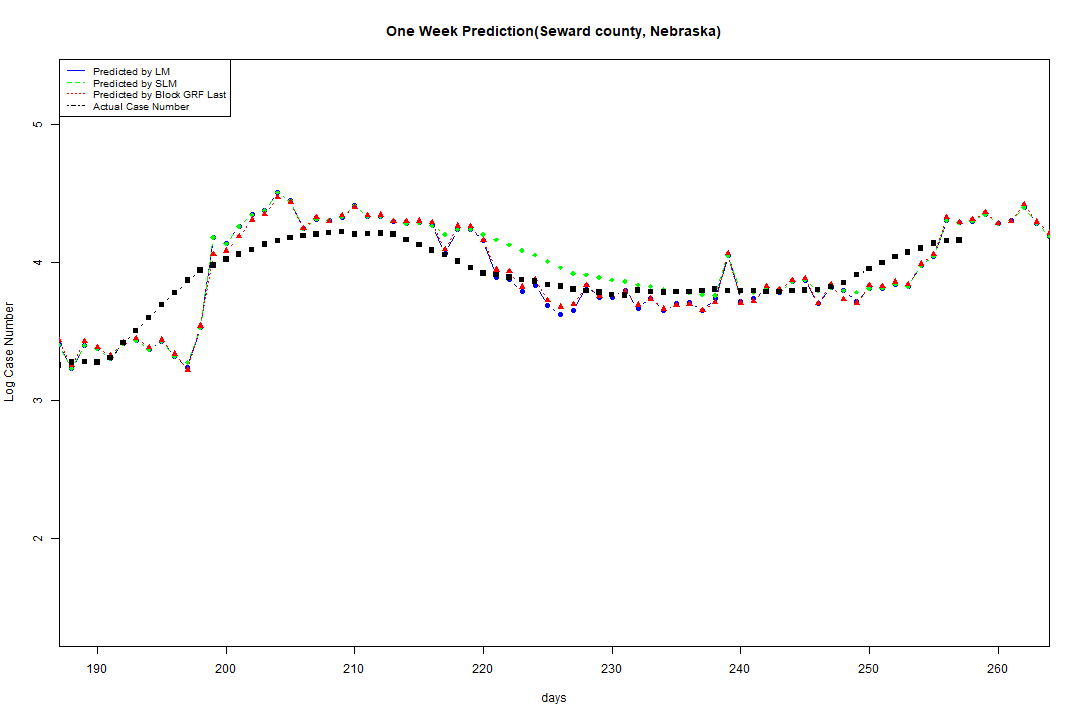 One Week Prediction(Seward county, Nebraska)
Predicted by LM
Predicted by SLM
Predicted by Block GRF Last
Actual Case Number
5
4
3
2
Log Case Number
190 200 210 220 230 240 250 260
days